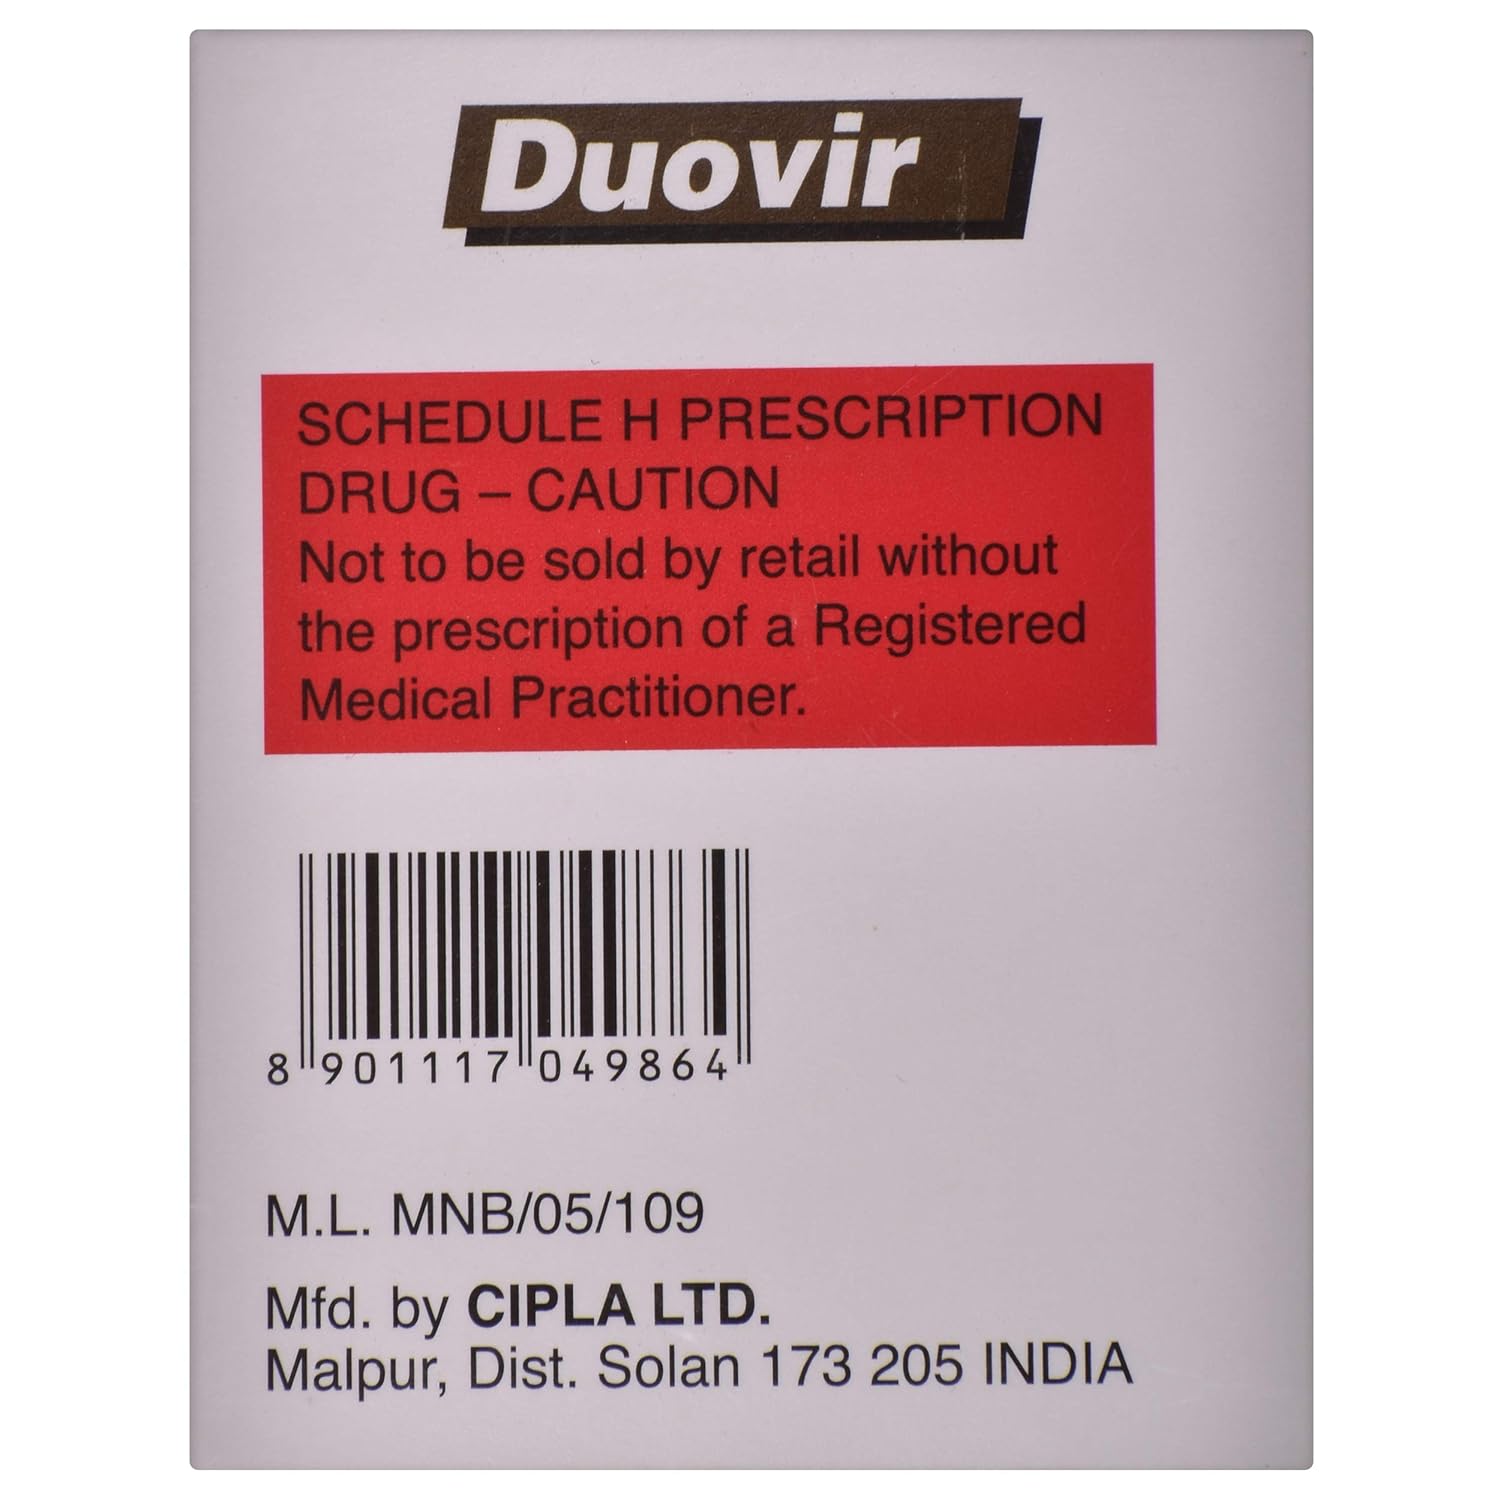 Duovir
SCHEDULE H PRESCRIPTION
DRUG – CAUTION
Not to be sold by retail without
the prescription of a Registered
Medical Practitioner.
8 901117 049864
M.L. MNB/05/109
Mfd. by CIPLA LTD.
Malpur, Dist. Solan 173 205 INDIA